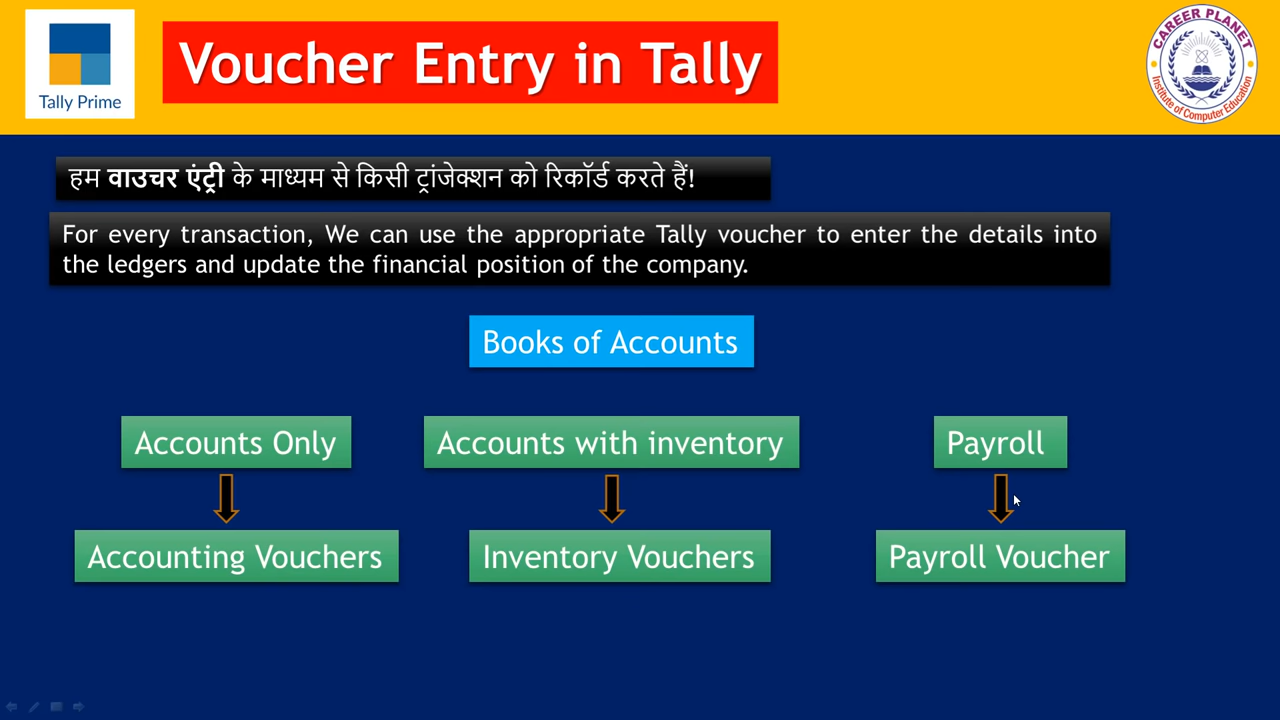 Tally Prime
Voucher Entry in Tally
CAREER PLANET
Institute of Computer Education
हम वाउचर एंट्री के माध्यम से किसी ट्रांजेक्शन को रिकॉर्ड करते हैं!
For every transaction, We can use the appropriate Tally voucher to enter the details into
the ledgers and update the financial position of the company.
Books of Accounts
Accounts Only
Accounts with inventory
Payroll
Accounting Vouchers
Inventory Vouchers
Payroll Voucher